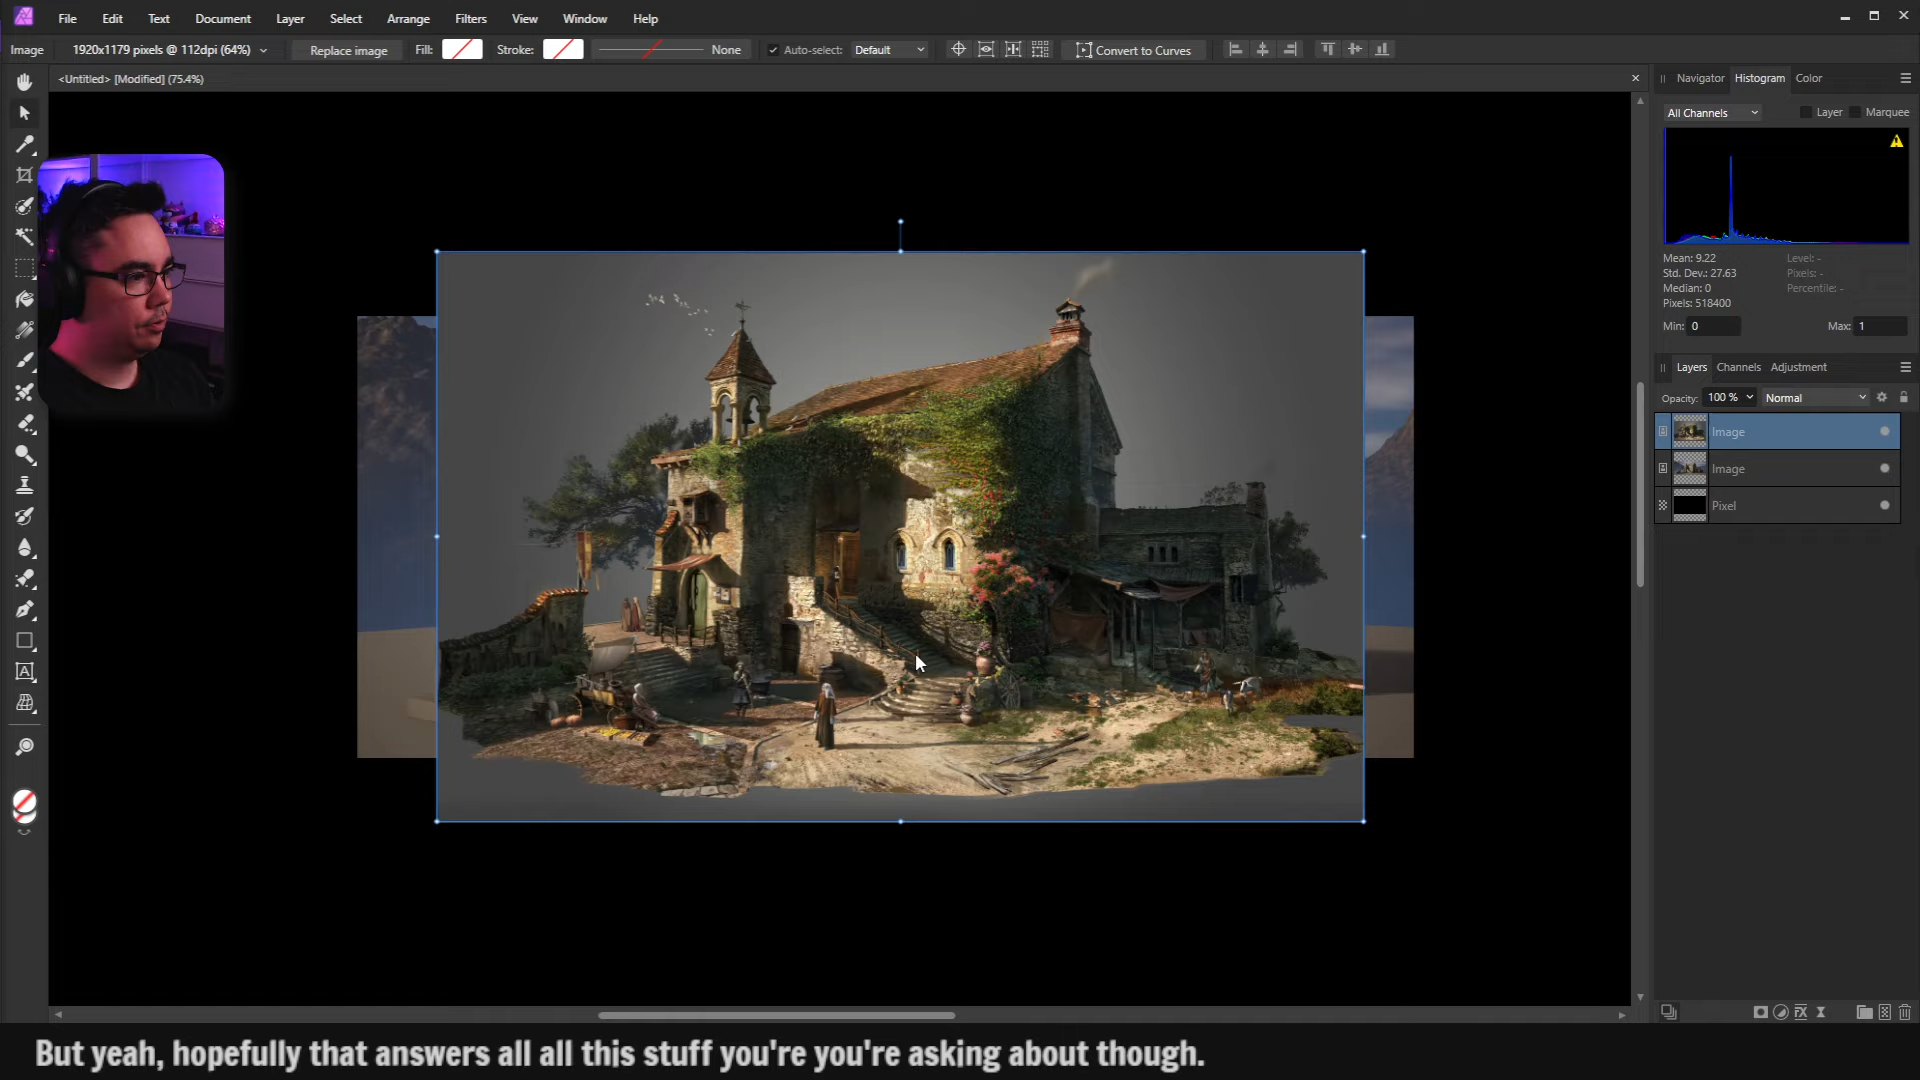 File Edit Text Document Layer Select Arrange Filters View Window Help
Image 1920x1179 pixels @ 112dpi (64%) Replace image Fill: Stroke: None Auto-select: Default Convert to Curves
<Untitled> [Modified] (75.4%)
Navigator Histogram Color
All Channels Layer Marquee
Mean: 9.22 Level: -
Std. Dev.: 27.63 Pixels: -
Median: 0 Percentile: -
Pixels: 518400
Min: 0 Max: 1
Layers Channels Adjustment
Opacity: 100 % Normal
Image
Image
Pixel
But yeah, hopefully that answers all all this stuff you're you're asking about though.